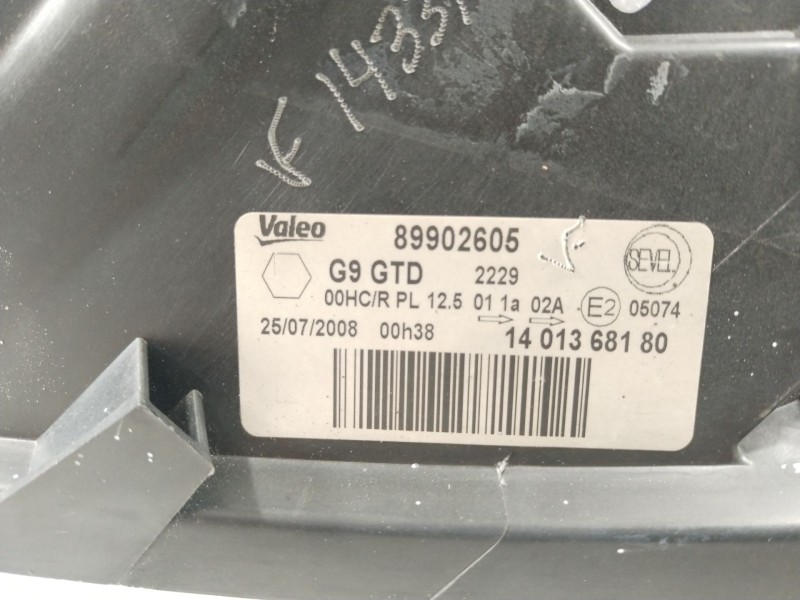 F 1433
Valeo 89902605
SEVEL
G9 GTD 2229
00HC/R PL 12.5 01 1a 02A E2 05074
25/07/2008 00h38 14 013 681 80